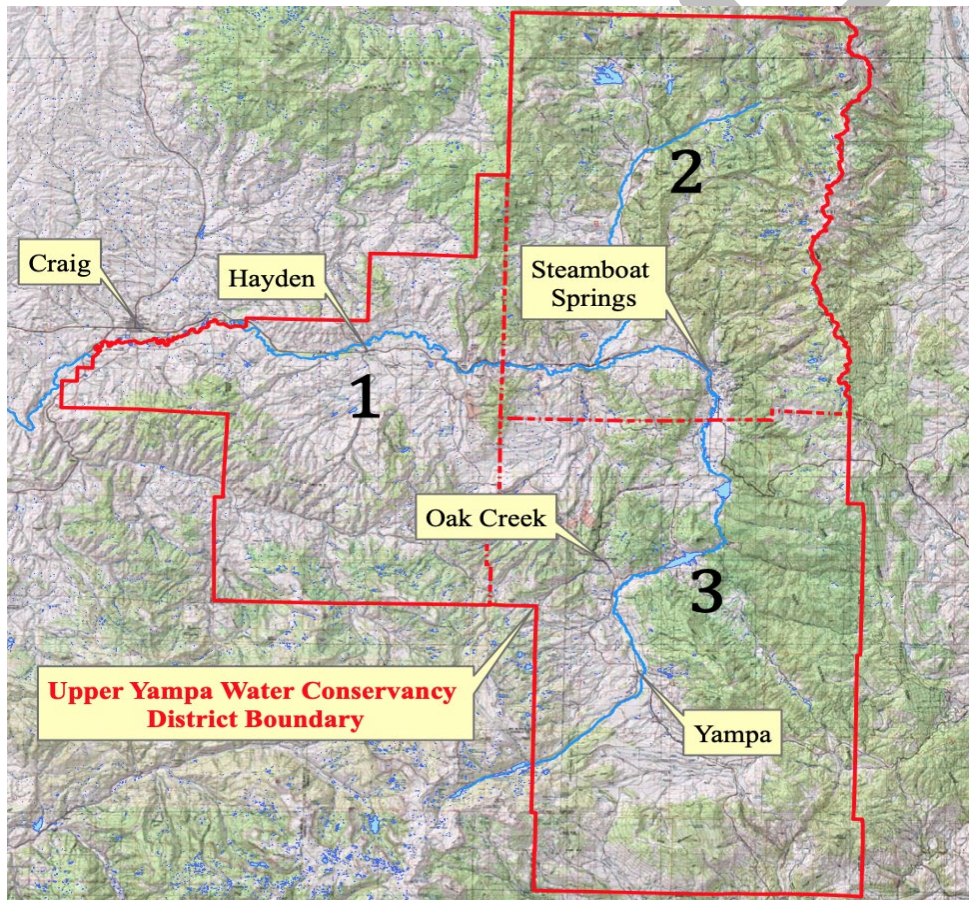 2
Craig
Hayden
Steamboat
Springs
1
Oak Creek
3
Upper Yampa Water Conservancy
District Boundary
Yampa